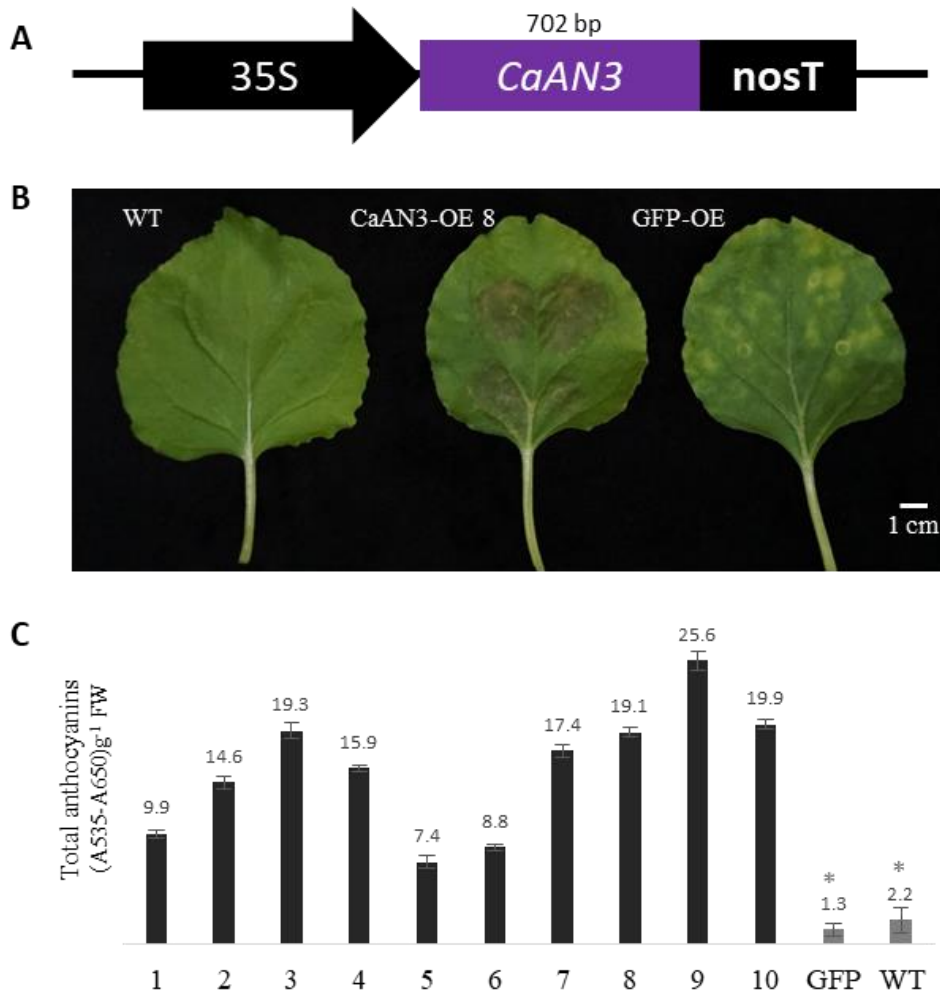 A
702 bp
35S
CaAN3
nosT
B
WT
CaAN3-OE 8
GFP-OE
1 cm
C
Total anthocyanins
(A535-A650)g-1 FW
9.9
14.6
19.3
15.9
7.4
8.8
17.4
19.1
25.6
19.9
*
1.3
*
2.2
1 2 3 4 5 6 7 8 9 10 GFP WT